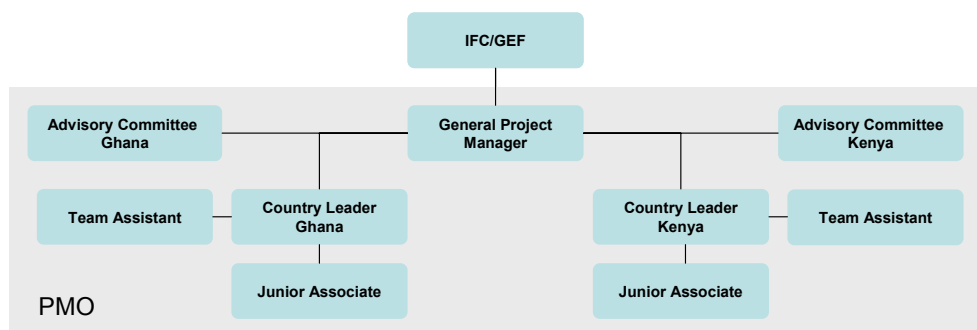 IFC/GEF
Advisory Committee
Ghana
General Project
Manager
Advisory Committee
Kenya
Team Assistant
Country Leader
Ghana
Country Leader
Kenya
Team Assistant
Junior Associate
Junior Associate
PMO